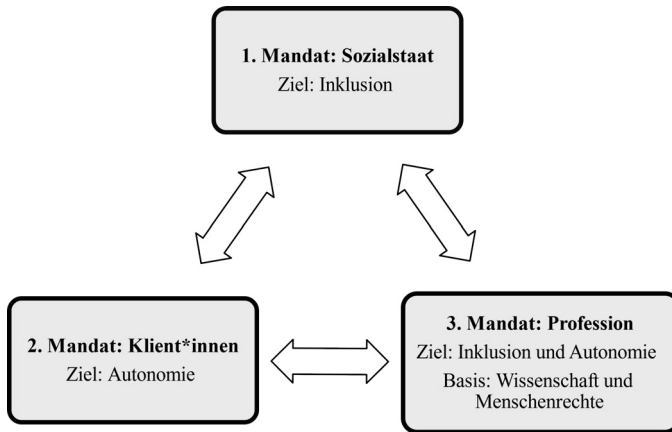 1. Mandat: Sozialstaat
Ziel: Inklusion
2. Mandat: Klient*innen
Ziel: Autonomie
3. Mandat: Profession
Ziel: Inklusion und Autonomie
Basis: Wissenschaft und
Menschenrechte